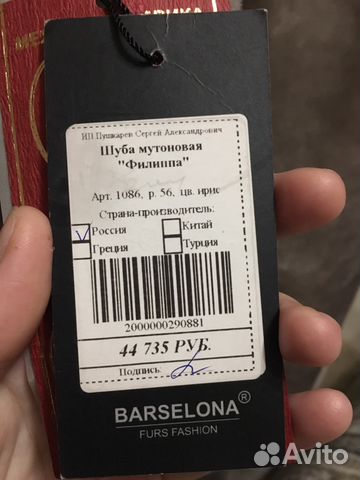 ИП Пушкарев Сергей Александрович
Шуба мутоновая
"Филиппа"
Арт. 1086, р. 56, цв. ирис
Страна-производитель:
Россия Китай
Греция Турция
2000000290881
44 735 РУБ.
Подпись:
BARSELONA®
FURS FASHION
Avito